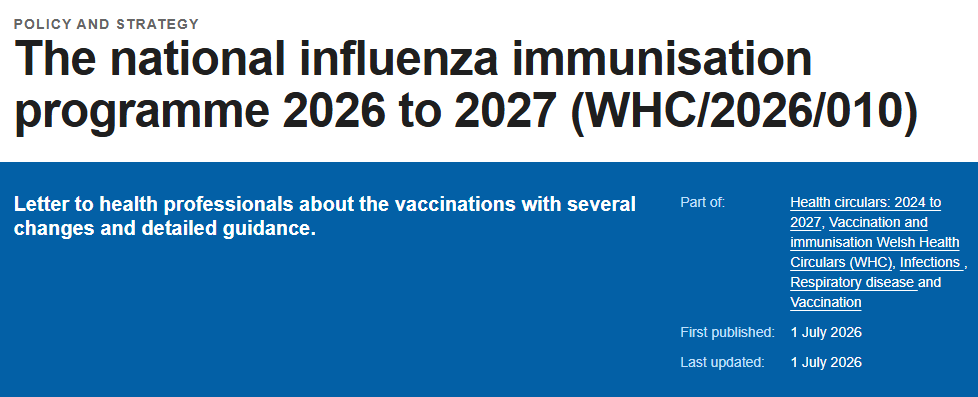 POLICY AND STRATEGY
The national influenza immunisation
programme 2026 to 2027 (WHC/2026/010)
Letter to health professionals about the vaccinations with several
changes and detailed guidance.
Part of:
Health circulars: 2024 to
2027, Vaccination and
immunisation Welsh Health
Circulars (WHC), Infections ,
Respiratory disease and
Vaccination
First published:
1 July 2026
Last updated:
1 July 2026